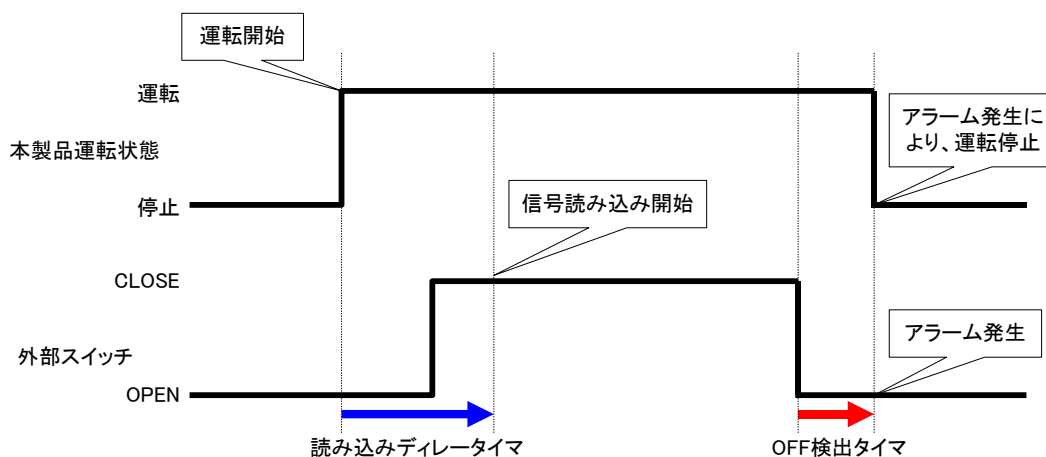 運転開始
運転
アラーム発生に
より、運転停止
本製品運転状態
停止
信号読み込み開始
CLOSE
アラーム発生
外部スイッチ
OPEN
読み込みディレータイマ
OFF検出タイマ